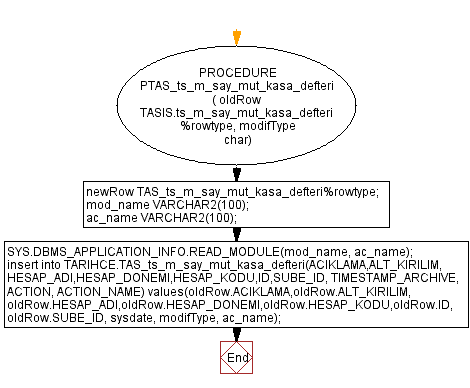 PROCEDURE
PTAS_ts_m_say_mut_kasa_defteri
( oldRow
TASIS.ts_m_say_mut_kasa_defteri
%rowtype, modifType
char)
newRow TAS_ts_m_say_mut_kasa_defteri%rowtype;
mod_name VARCHAR2(100);
ac_name VARCHAR2(100);
SYS.DBMS_APPLICATION_INFO.READ_MODULE(mod_name, ac_name);
insert into TARIHCE.TAS_ts_m_say_mut_kasa_defteri(ACIKLAMA,ALT_KIRILIM,
HESAP_ADI,HESAP_DONEMI,HESAP_KODU,ID,SUBE_ID, TIMESTAMP_ARCHIVE,
ACTION, ACTION_NAME) values(oldRow.ACIKLAMA,oldRow.ALT_KIRILIM,
oldRow.HESAP_ADI,oldRow.HESAP_DONEMI,oldRow.HESAP_KODU,oldRow.ID,
oldRow.SUBE_ID, sysdate, modifType, ac_name);
End